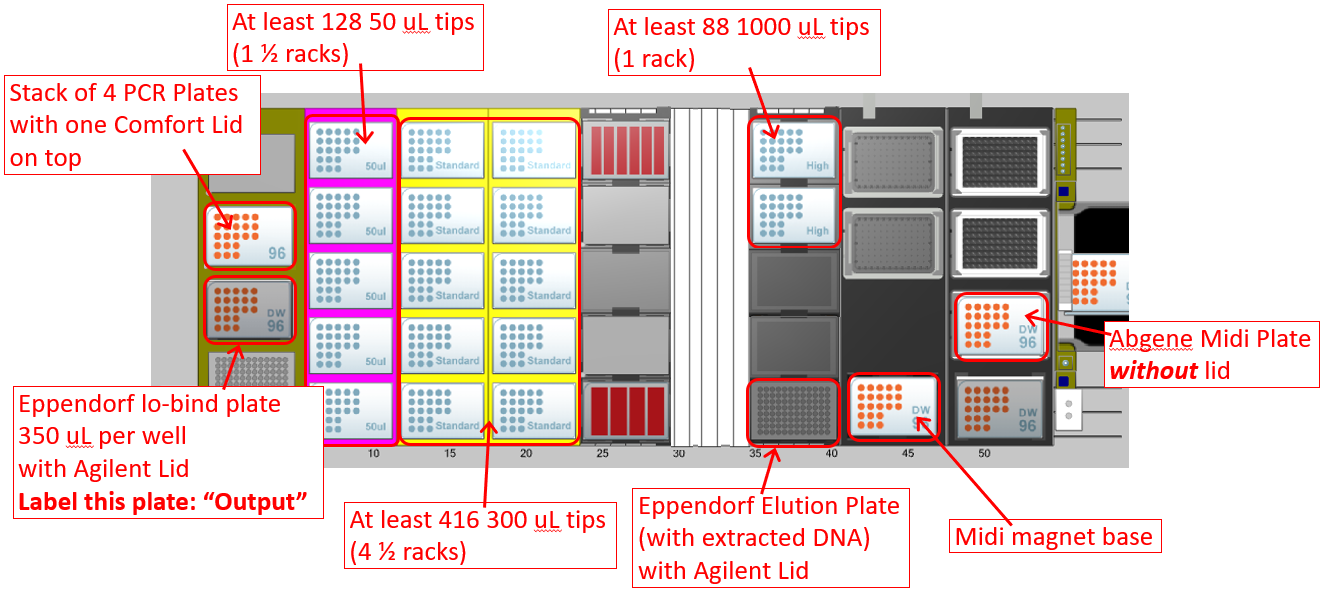 At least 128 50 uL tips
(1 ½ racks)
At least 88 1000 uL tips
(1 rack)
Stack of 4 PCR Plates
with one Comfort Lid
on top
50ul
Standard
Standard
High
96
50ul
Standard
Standard
High
DW
96
50ul
Standard
Standard
DW
96
50ul
Standard
Standard
Abgene Midi Plate
without lid
Eppendorf lo-bind plate
350 uL per well
with Agilent Lid
Label this plate: “Output”
50ul
Standard
Standard
DW
96
DW
96
10
15
20
25
30
35
40
45
50
At least 416 300 uL tips
(4 ½ racks)
Eppendorf Elution Plate
(with extracted DNA)
with Agilent Lid
Midi magnet base